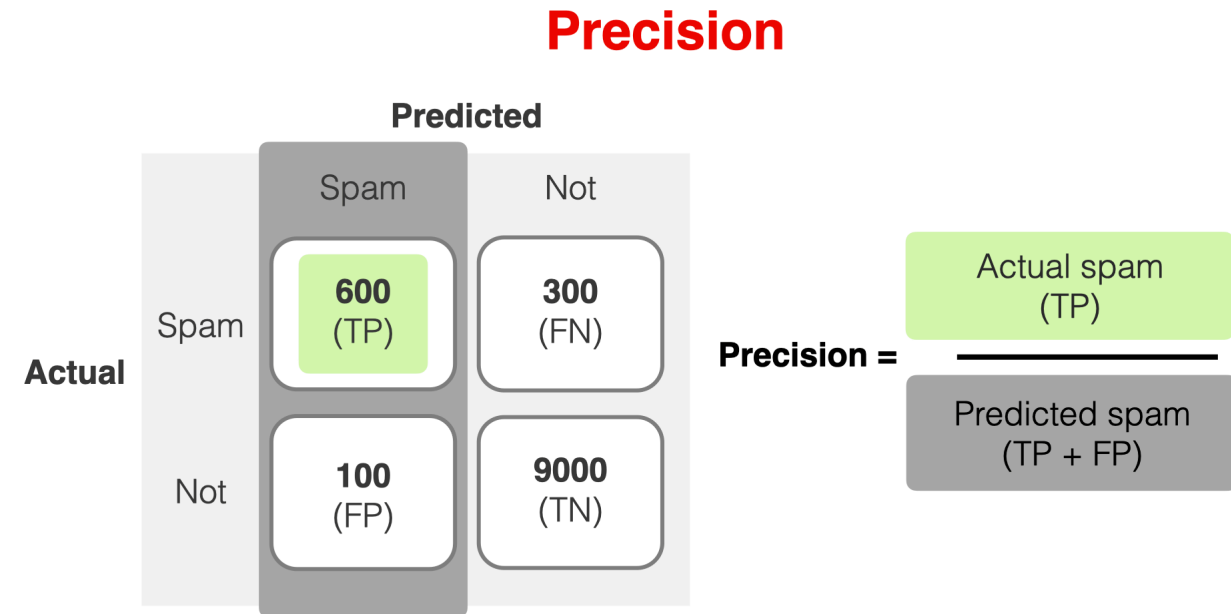 Precision
Predicted
Spam
Not
Actual
Spam
600
(TP)
300
(FN)
Not
100
(FP)
9000
(TN)
Precision =
Actual spam
(TP)
Predicted spam
(TP + FP)